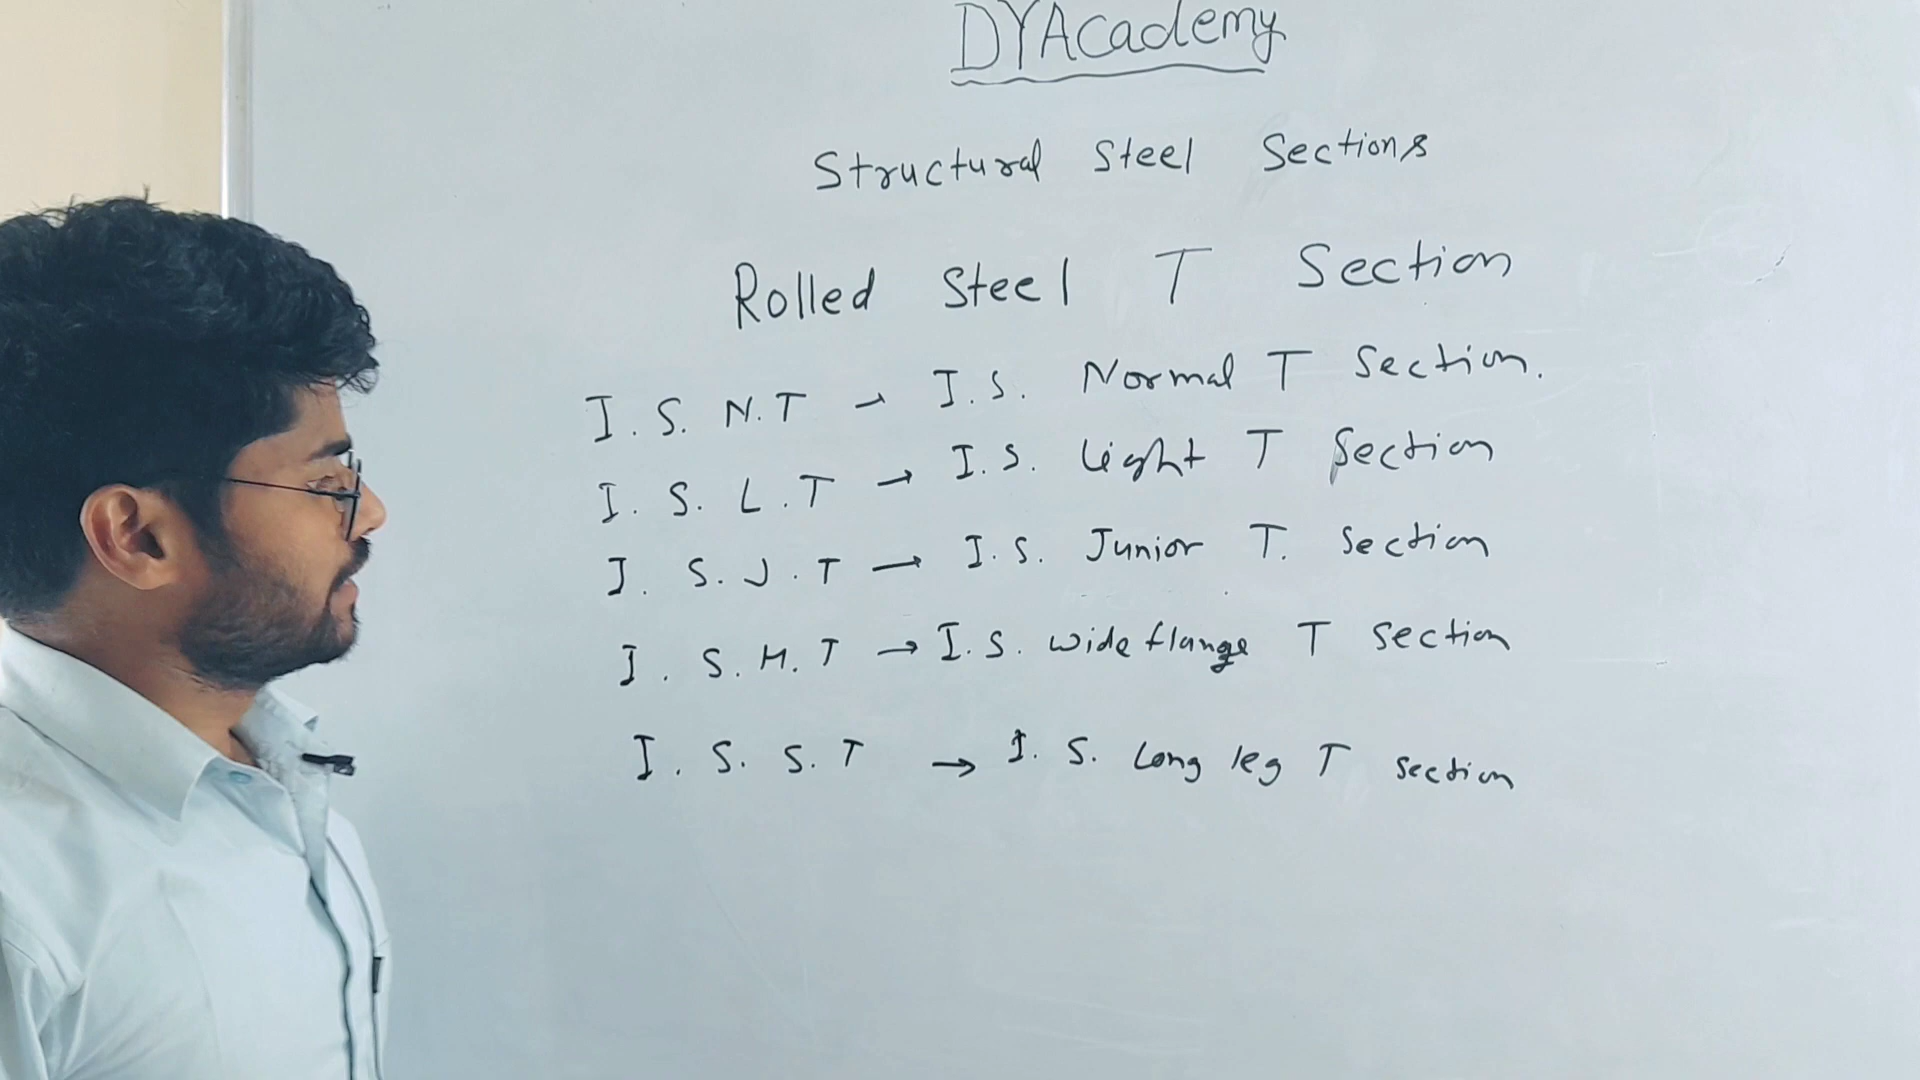 DYAcademy
Structural Steel Sections
Rolled Steel T Section
I. S. N.T → I.S. Normal T Section.
I. S. L.T → I.S. Light T Section
I. S.J.T → I.S. Junior T. Section
I. S.H.T → I.S. wide flange T section
I. S. S.T → I. S. Long leg T section